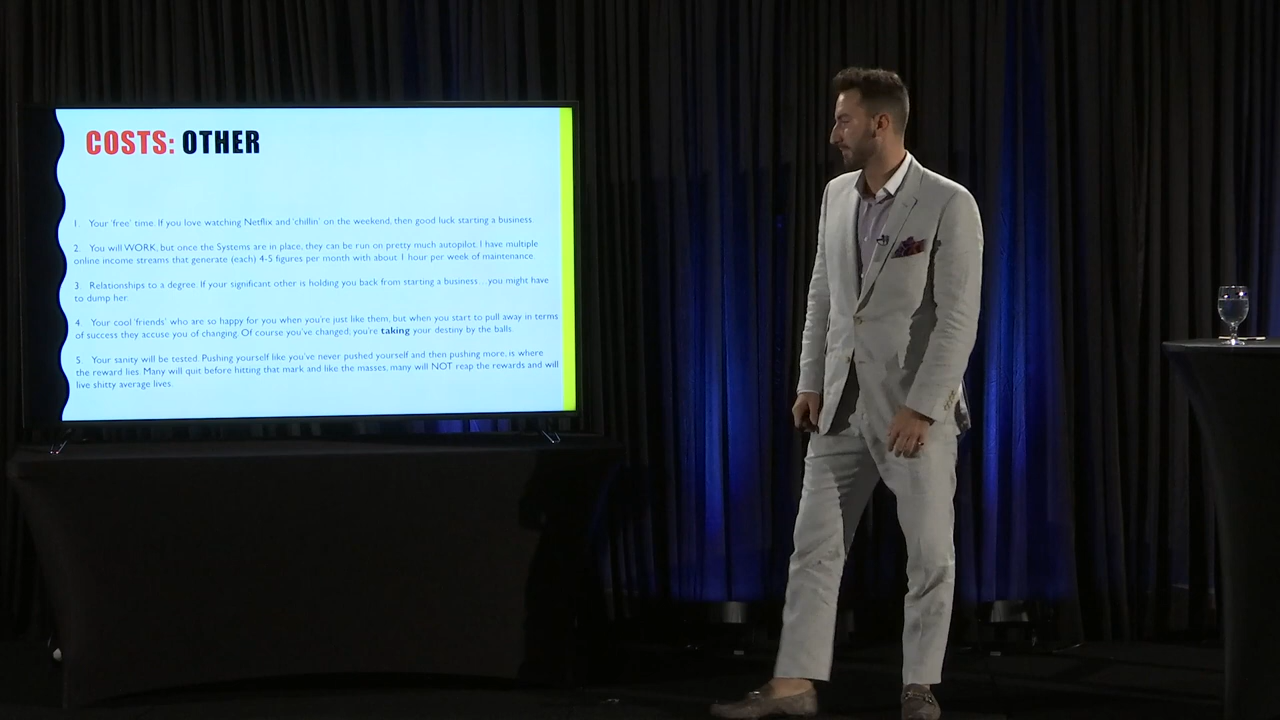 COSTS: OTHER
1. Your 'free' time. If you love watching Netflix and 'chillin' on the weekend, then good luck starting a business.
2. You will WORK, but once the Systems are in place, they can be run on pretty much autopilot. I have multiple
online income streams that generate (each) 4-5 figures per month with about 1 hour per week of maintenance.
3. Relationships to a degree. If your significant other is holding you back from starting a business... you might have
to dump her.
4. Your cool 'friends' who are so happy for you when you're just like them, but when you start to pull away in terms
of success they accuse you of changing. Of course you've changed, you're taking your destiny by the balls.
5. Your sanity will be tested. Pushing yourself like you've never pushed yourself and then pushing more, is where
the reward lies. Many will quit before hitting that mark and like the masses, many will NOT reap the rewards and will
live shitty average lives.